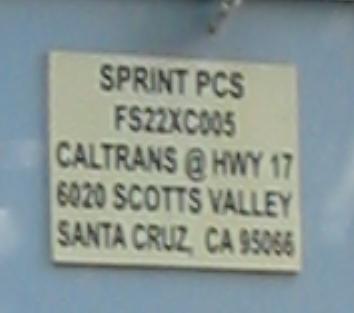 SPRINT PCS
FS22XC005
CALTRANS @ HWY 17
6020 SCOTTS VALLEY
SANTA CRUZ, CA 95066